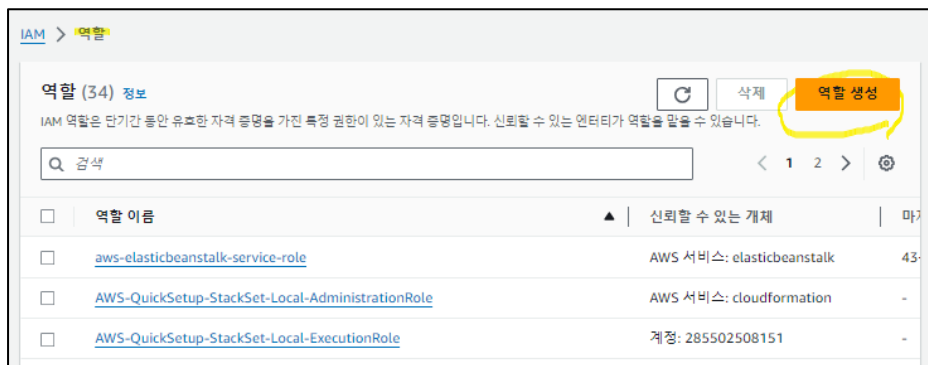 IAM > 역할
역할 (34) 정보
삭제
역할 생성
IAM 역할은 단기간 동안 유효한 자격 증명을 가진 특정 권한이 있는 자격 증명입니다. 신뢰할 수 있는 엔터티가 역할을 맡을 수 있습니다.
검색
< 1 2 >
역할 이름 ▲ 신뢰할 수 있는 개체
aws-elasticbeanstalk-service-role AWS 서비스: elasticbeanstalk 43-
AWS-QuickSetup-StackSet-Local-AdministrationRole AWS 서비스: cloudformation -
AWS-QuickSetup-StackSet-Local-ExecutionRole 계정: 285502508151 -